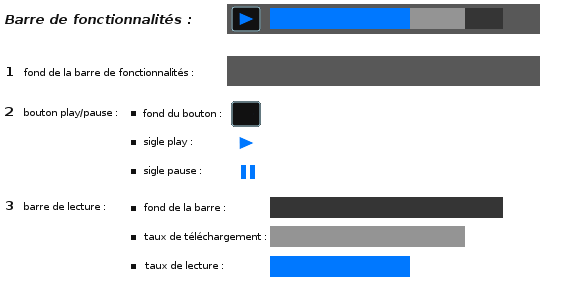 Barre de fonctionnalités :
1 fond de la barre de fonctionnalités :
2 bouton play/pause : ▪ fond du bouton :
▪ sigle play :
▪ sigle pause :
3 barre de lecture : ▪ fond de la barre :
▪ taux de téléchargement :
▪ taux de lecture :